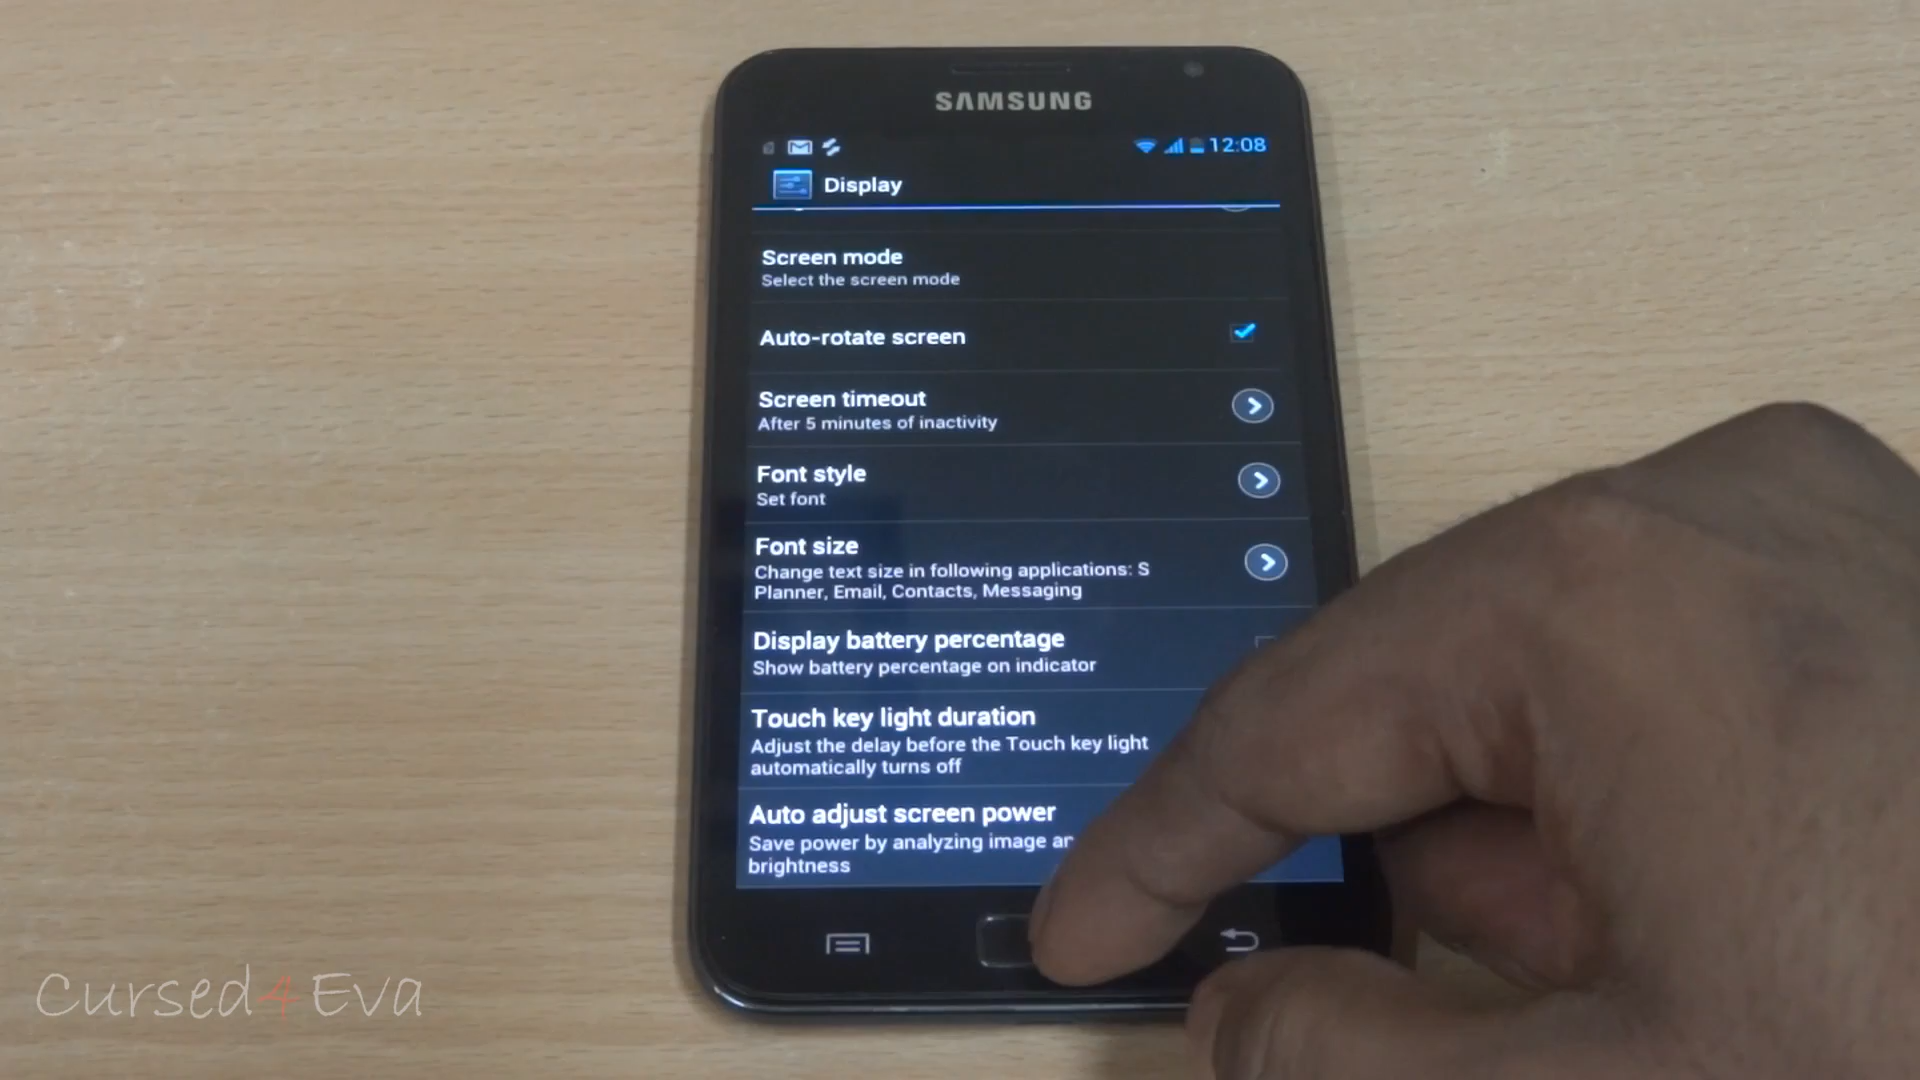 SAMSUNG
12:08
Display
Screen mode
Select the screen mode
Auto-rotate screen
Screen timeout
After 5 minutes of inactivity
Font style
Set font
Font size
Change text size in following applications: S
Planner, Email, Contacts, Messaging
Display battery percentage
Show battery percentage on indicator
Touch key light duration
Adjust the delay before the Touch key light
automatically turns off
Auto adjust screen power
Save power by analyzing image
brightness
Cursed4Eva